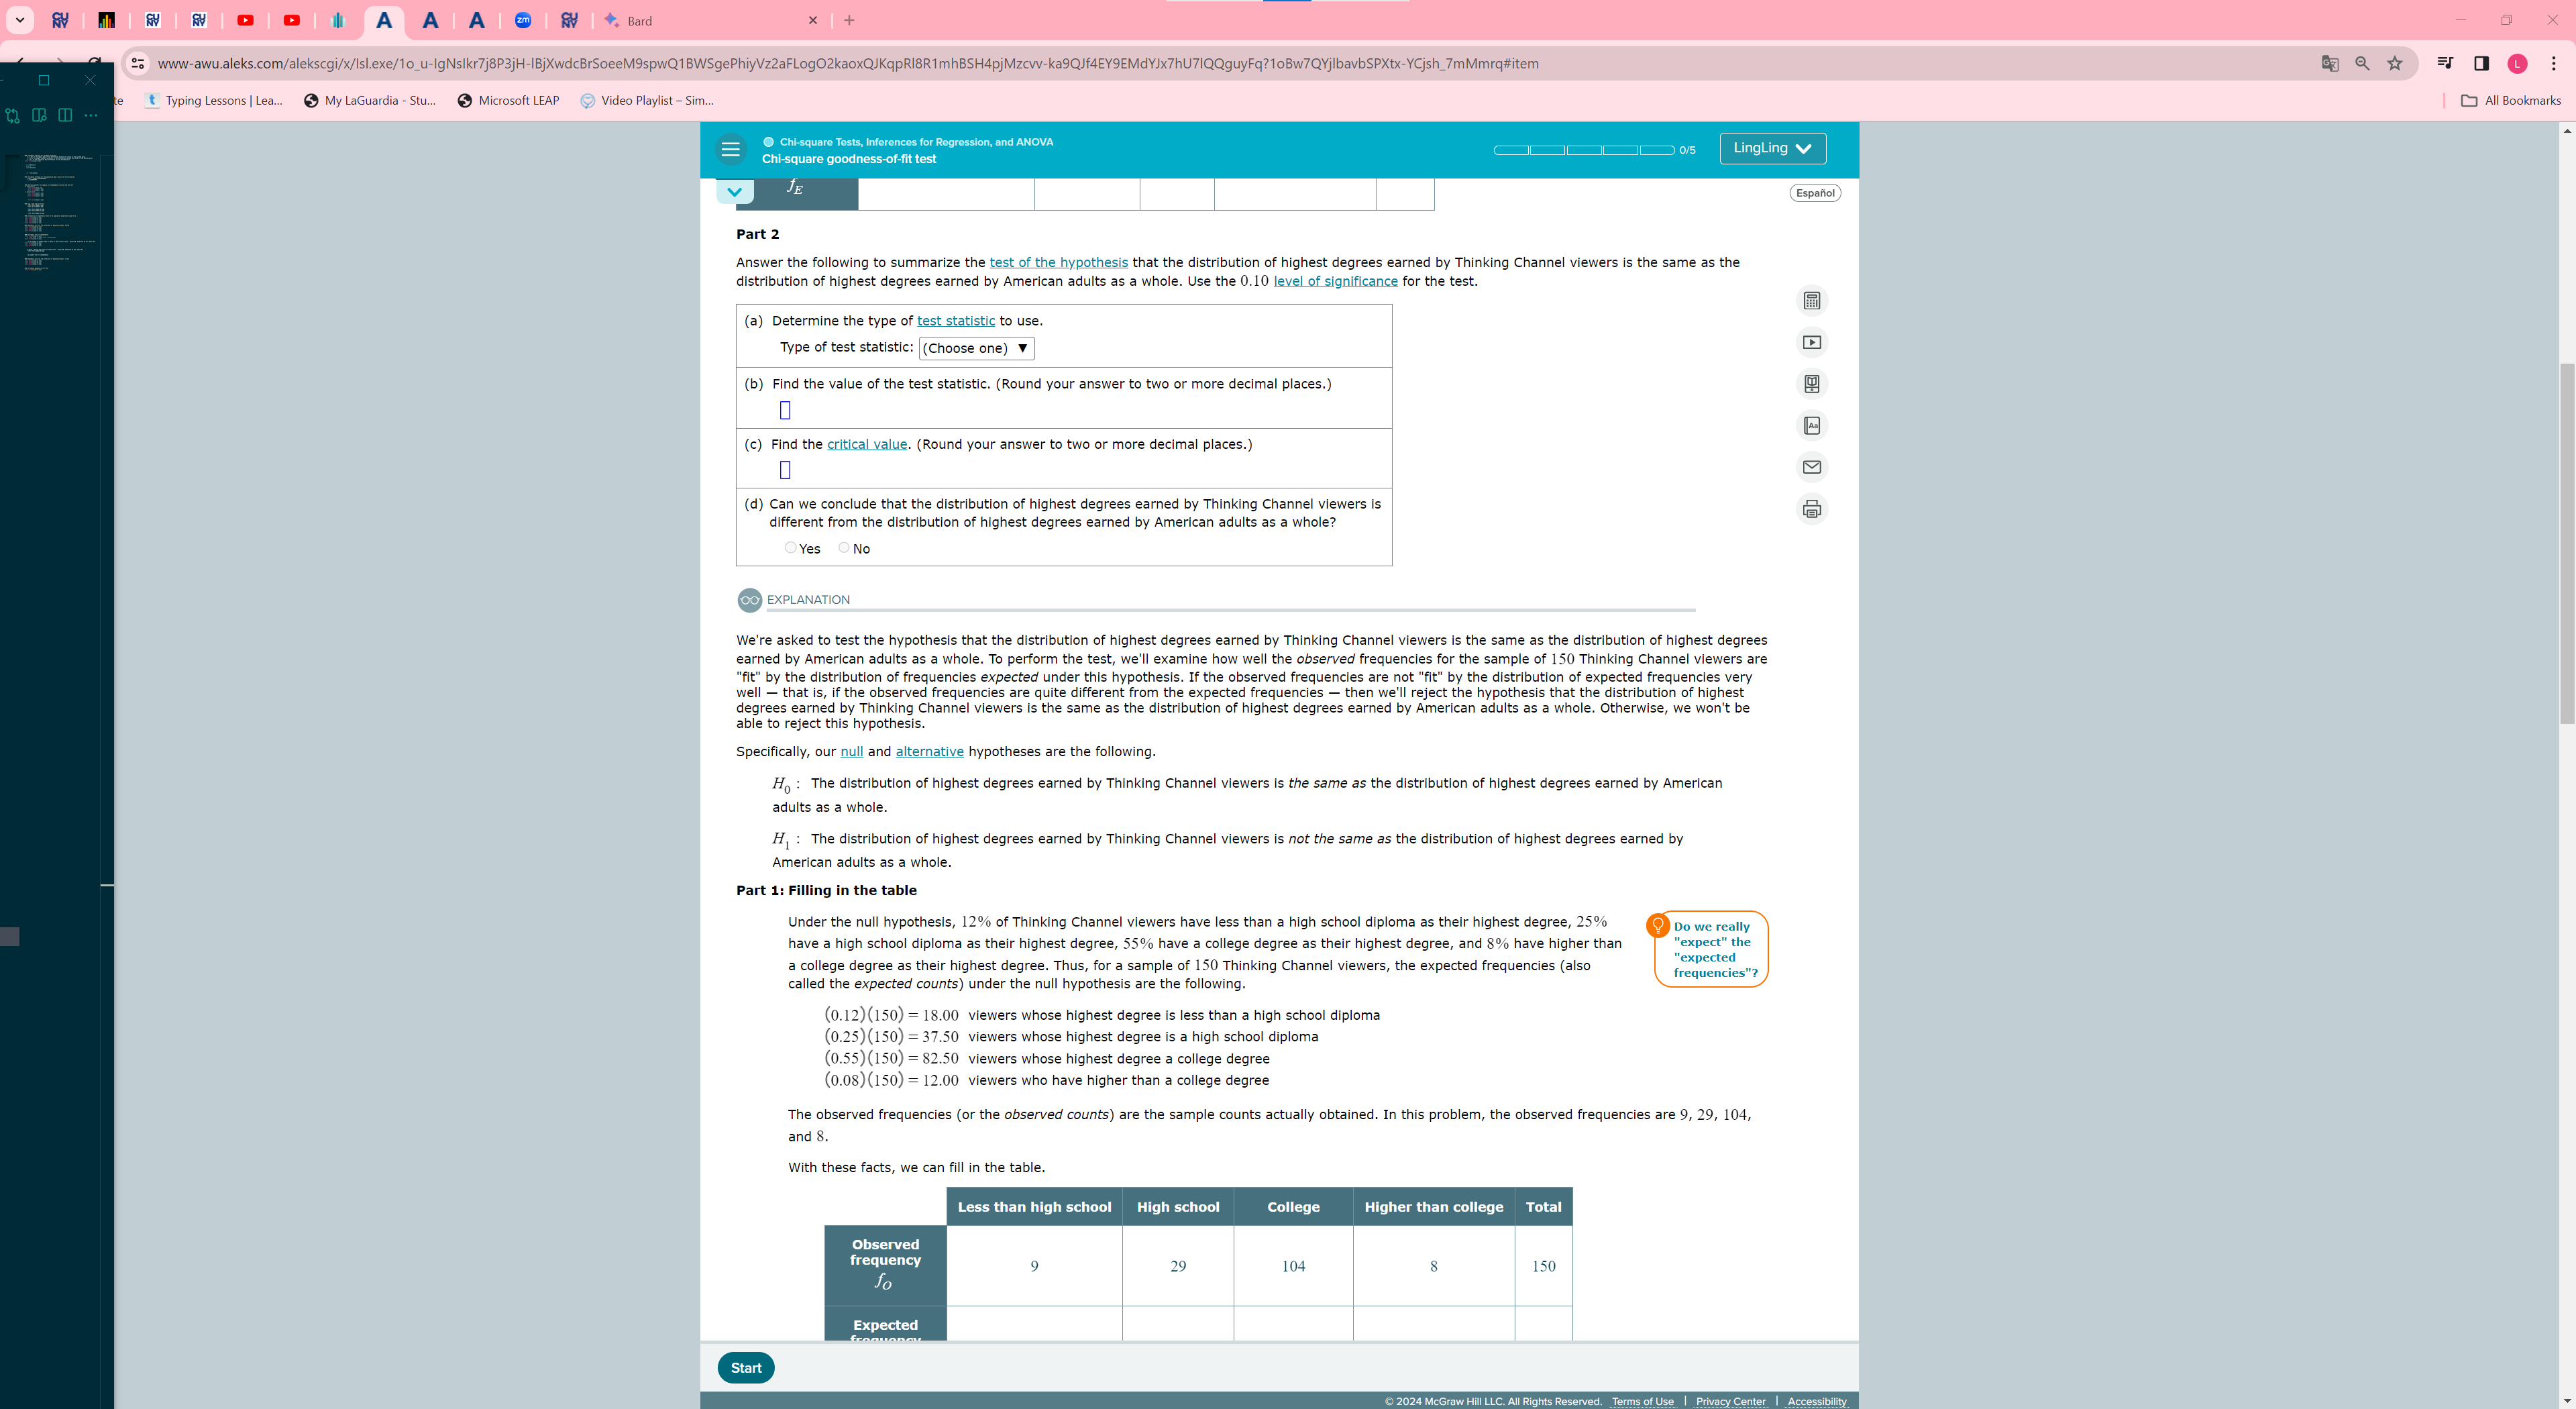 Bard
www-awu.aleks.com/alekscgi/x/Isl.exe/1o_u-IgNsIkr7j8P3jH-IBjXwdcBrSoeeM9spwQ1BWSgePhiyVz2aFLogO2kaoxQJKqpRl8R1mhBSH4pjMzcvv-ka9QJf4EY9EMdYJx7hU7lQQguyFq?1oBw7QYjlbavbSPXtx-YCjsh_7mMmrq#item
te Typing Lessons | Lea... My LaGuardia - Stu... Microsoft LEAP Video Playlist – Sim... All Bookmarks
Chi-square Tests, Inferences for Regression, and ANOVA
Chi-square goodness-of-fit test
0/5
LingLing
Español
f_E
Part 2
Answer the following to summarize the test of the hypothesis that the distribution of highest degrees earned by Thinking Channel viewers is the same as the
distribution of highest degrees earned by American adults as a whole. Use the 0.10 level of significance for the test.
(a) Determine the type of test statistic to use.
Type of test statistic: (Choose one) ▼
(b) Find the value of the test statistic. (Round your answer to two or more decimal places.)
(c) Find the critical value. (Round your answer to two or more decimal places.)
(d) Can we conclude that the distribution of highest degrees earned by Thinking Channel viewers is
different from the distribution of highest degrees earned by American adults as a whole?
Yes No
EXPLANATION
We're asked to test the hypothesis that the distribution of highest degrees earned by Thinking Channel viewers is the same as the distribution of highest degrees
earned by American adults as a whole. To perform the test, we'll examine how well the observed frequencies for the sample of 150 Thinking Channel viewers are
"fit" by the distribution of frequencies expected under this hypothesis. If the observed frequencies are not "fit" by the distribution of expected frequencies very
well — that is, if the observed frequencies are quite different from the expected frequencies — then we'll reject the hypothesis that the distribution of highest
degrees earned by Thinking Channel viewers is the same as the distribution of highest degrees earned by American adults as a whole. Otherwise, we won't be
able to reject this hypothesis.
Specifically, our null and alternative hypotheses are the following.
H₀ : The distribution of highest degrees earned by Thinking Channel viewers is the same as the distribution of highest degrees earned by American
adults as a whole.
H₁ : The distribution of highest degrees earned by Thinking Channel viewers is not the same as the distribution of highest degrees earned by
American adults as a whole.
Part 1: Filling in the table
Under the null hypothesis, 12% of Thinking Channel viewers have less than a high school diploma as their highest degree, 25%
have a high school diploma as their highest degree, 55% have a college degree as their highest degree, and 8% have higher than
a college degree as their highest degree. Thus, for a sample of 150 Thinking Channel viewers, the expected frequencies (also
called the expected counts) under the null hypothesis are the following.
Do we really
"expect" the
"expected
frequencies"?
(0.12)(150) = 18.00 viewers whose highest degree is less than a high school diploma
(0.25)(150) = 37.50 viewers whose highest degree is a high school diploma
(0.55)(150) = 82.50 viewers whose highest degree a college degree
(0.08)(150) = 12.00 viewers who have higher than a college degree
The observed frequencies (or the observed counts) are the sample counts actually obtained. In this problem, the observed frequencies are 9, 29, 104,
and 8.
With these facts, we can fill in the table.
Less than high school High school College Higher than college Total
Observed
frequency
f_O
9 29 104 8 150
Expected
frequency
Start
© 2024 McGraw Hill LLC. All Rights Reserved. Terms of Use | Privacy Center | Accessibility